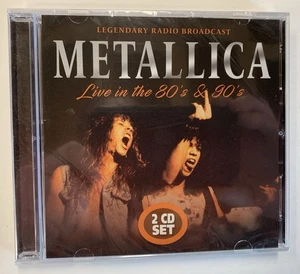 LEGENDARY RADIO BROADCAST
METALLICA
Live in the 80's & 90's
2 CD
SET